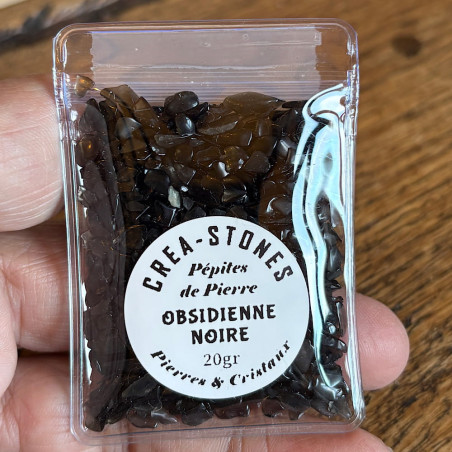 CREA-STONES
Pépites
de Pierre
OBSIDIENNE
NOIRE
20gr
Pierres & Cristaux